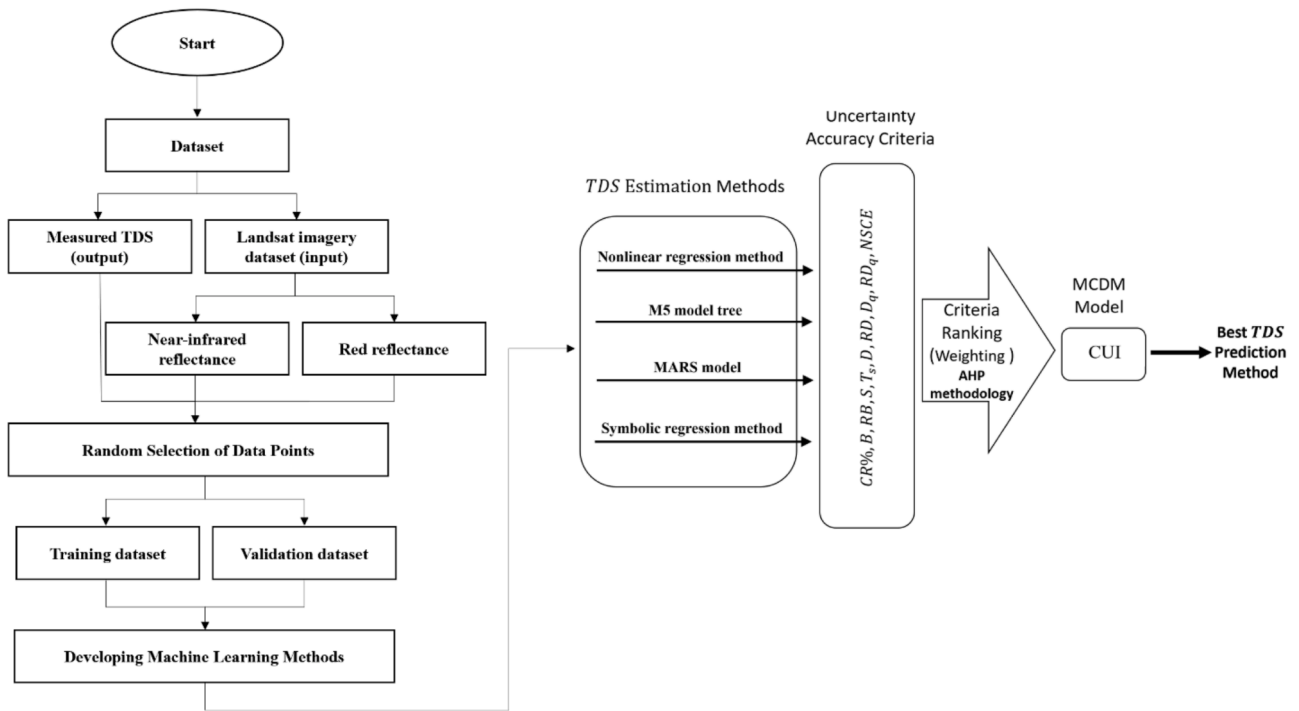 Start
Dataset
Measured TDS
(output)
Landsat imagery
dataset (input)
Near-infrared
reflectance
Red reflectance
Random Selection of Data Points
Training dataset
Validation dataset
Developing Machine Learning Methods
TDS Estimation Methods
Nonlinear regression method
M5 model tree
MARS model
Symbolic regression method
Uncertainty
Accuracy Criteria
CR%, B, RB, S, Ts, D, RD, Dq, RDq, NSCE
Criteria
Ranking
(Weighting )
AHP
methodology
MCDM
Model
CUI
Best TDS
Prediction
Method